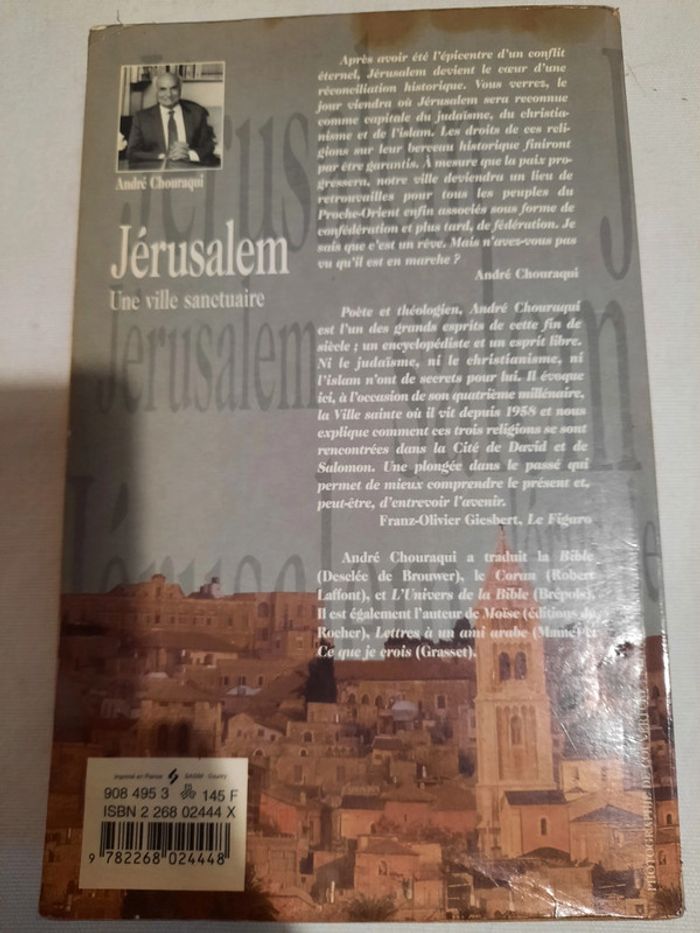 André Chouraqui
Jérusalem
Une ville sanctuaire
Après avoir été l'épicentre d'un conflit
éternel, Jérusalem devient le cœur d'une
réconciliation historique. Vous verrez, le
jour viendra où Jérusalem sera reconnue
comme capitale du judaïsme, du christia-
nisme et de l'islam. Les droits de ces reli-
gions sur leur berceau historique finiront
par être garantis. À mesure que la paix pro-
gressera, notre ville deviendra un lieu de
retrouvailles pour tous les peuples du
Proche-Orient enfin associés sous forme de
confédération et plus tard, de fédération. Je
sais que c'est un rêve. Mais n'avez-vous pas
vu qu'il est en marche ?
André Chouraqui
Poète et théologien, André Chouraqui
est l'un des grands esprits de cette fin de
siècle ; un encyclopédiste et un esprit libre.
Ni le judaïsme, ni le christianisme, ni
l'islam n'ont de secrets pour lui. Il évoque
ici, à l'occasion de son quatrième millénaire,
la Ville sainte où il vit depuis 1958 et nous
explique comment ces trois religions se sont
rencontrées dans la Cité de David et de
Salomon. Une plongée dans le passé qui
permet de mieux comprendre le présent et,
peut-être, d'entrevoir l'avenir.
Franz-Olivier Giesbert, Le Figaro
André Chouraqui a traduit la Bible
(Deselée de Brouwer), le Coran (Robert
Laffont), et L'Univers de la Bible (Brépols).
Il est également l'auteur de Moïse (éditions du
Rocher), Lettres à un ami arabe (Mame) et
Ce que je crois (Grasset).
Jérusalem
Jérusalem
Jérusalem
Imprimé en France SAGIM - Courtry
908 495 3 145 F
ISBN 2 268 02444 X
9 782268 024448
PHOTOGRAPHIE DE COUVERTURE